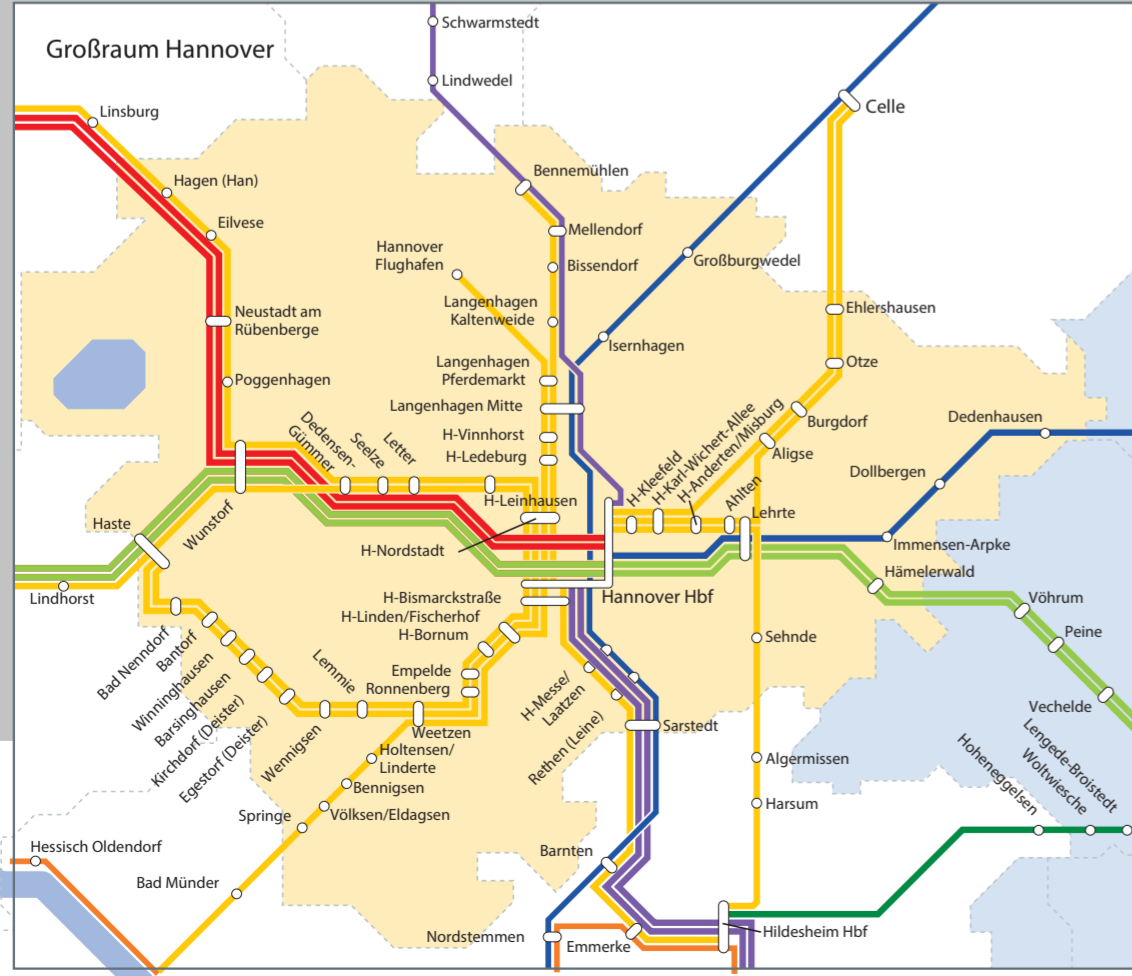 Großraum Hannover
Schwarmstedt
Lindwedel
Linsburg
Celle
Hagen (Han)
Bennemühlen
Eilvese
Mellendorf
Hannover
Flughafen
Bissendorf
Großburgwedel
Langenhagen
Kaltenweide
Neustadt am
Rübenberge
Ehlershausen
Isernhagen
Langenhagen
Pferdemarkt
Otze
Poggenhagen
Langenhagen Mitte
Burgdorf
Dedenhausen
H-Vinnhorst
H-Ledeburg
Aligse
Dollbergen
Dedensen-
Gümmer
Seelze
Letter
H-Leinhausen
H-Kleefeld
H-Karl-Wichert-Allee
H-Anderten/Misburg
Ahlten
Lehrte
Haste
Wunstorf
H-Nordstadt
Immensen-Arpke
Hämelerwald
Lindhorst
Hannover Hbf
H-Bismarckstraße
H-Linden/Fischerhof
H-Bornum
Vöhrum
Peine
Sehnde
Bad Nenndorf
Bantorf
Winninghausen
Barsinghausen
Kirchdorf (Deister)
Egestorf (Deister)
Wennigsen
Lemmie
Empelde
Ronnenberg
Weetzen
H-Messe/
Laatzen
Rethen (Leine)
Sarstedt
Vechelde
Holtensen/
Linderte
Bennigsen
Völksen/Eldagsen
Springe
Algermissen
Harsum
Hoheneggelsen
Woltwiesche
Lengede-Broistedt
Hessisch Oldendorf
Bad Münder
Barnten
Nordstemmen
Emmerke
Hildesheim Hbf